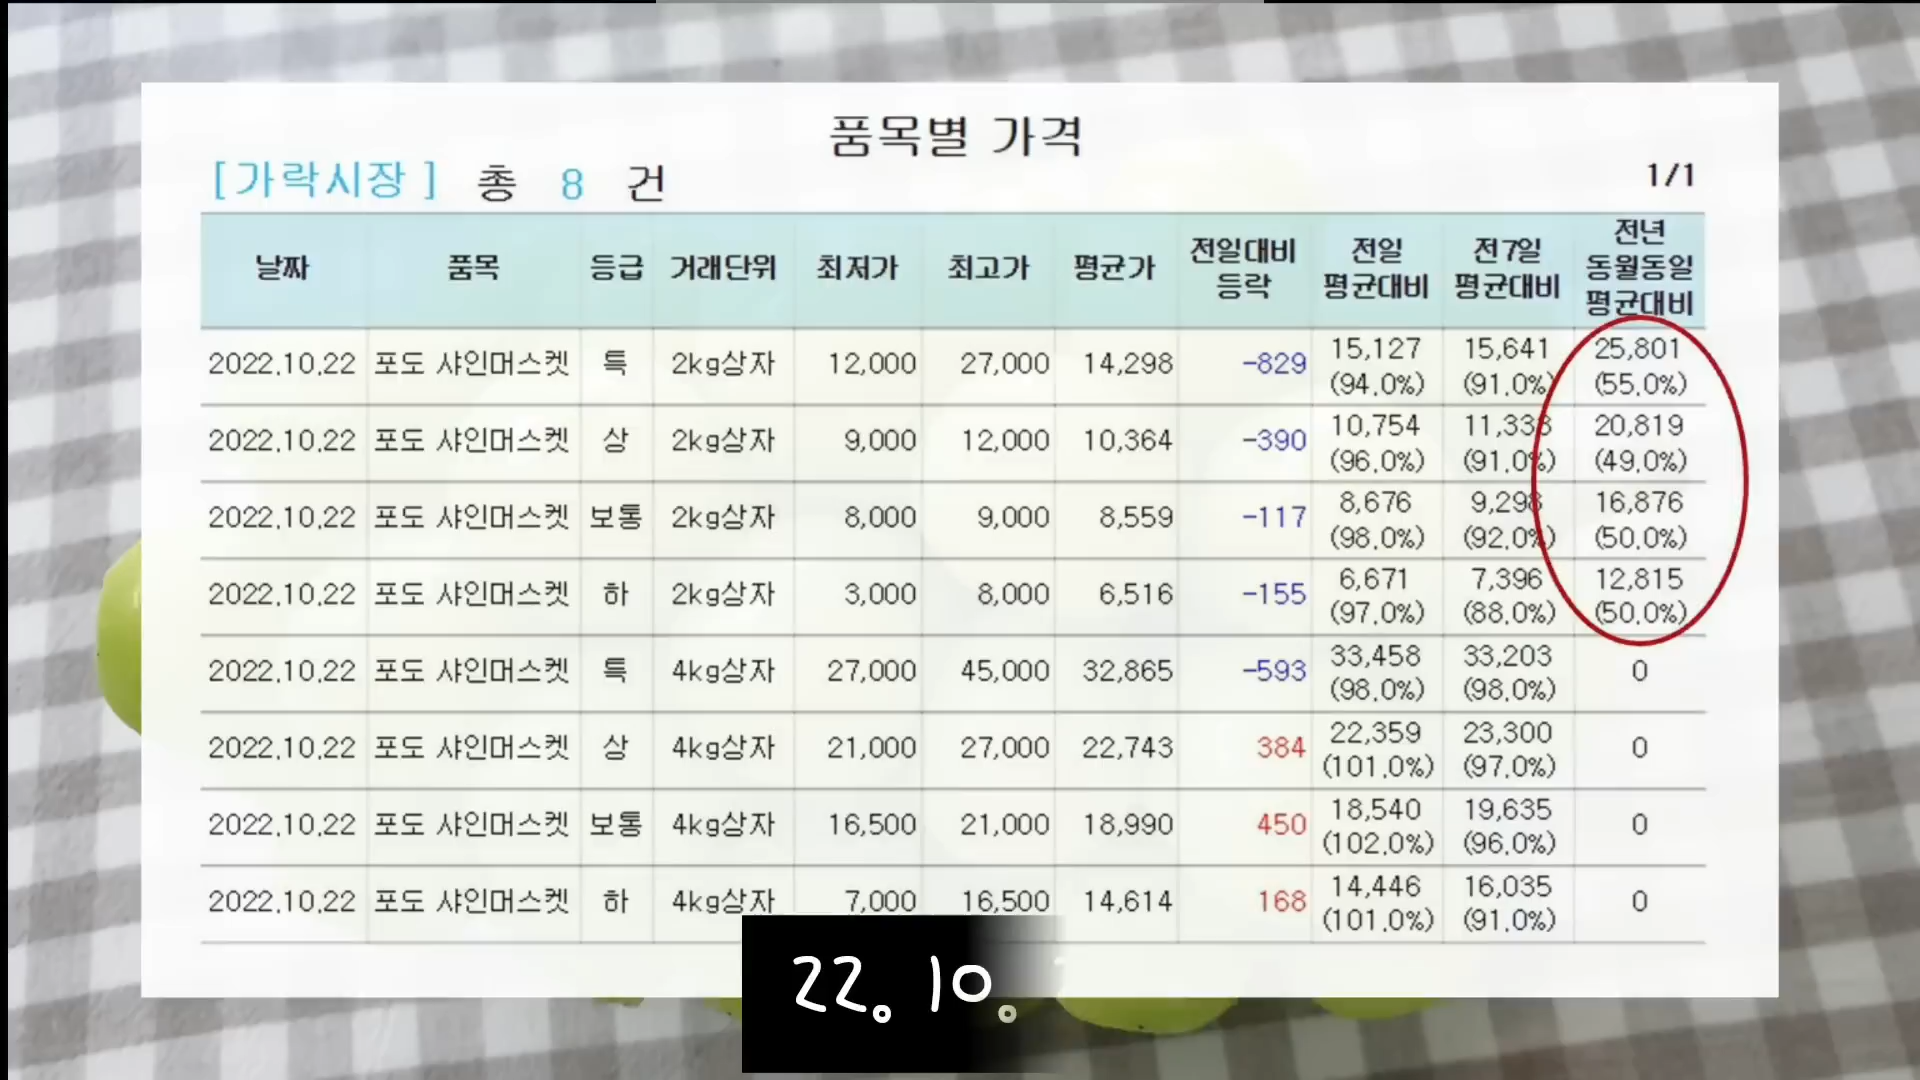 품목별 가격
[가락시장] 총 8 건
1/1
날짜 품목 등급 거래단위 최저가 최고가 평균가 전일대비 등락 전일 평균대비 전7일 평균대비 전년 동월동일 평균대비
2022.10.22 포도 샤인머스켓 특 2kg상자 12,000 27,000 14,298 -829 15,127 (94.0%) 15,641 (91.0%) 25,801 (55.0%)
2022.10.22 포도 샤인머스켓 상 2kg상자 9,000 12,000 10,364 -390 10,754 (96.0%) 11,333 (91.0%) 20,819 (49.0%)
2022.10.22 포도 샤인머스켓 보통 2kg상자 8,000 9,000 8,559 -117 8,676 (98.0%) 9,298 (92.0%) 16,876 (50.0%)
2022.10.22 포도 샤인머스켓 하 2kg상자 3,000 8,000 6,516 -155 6,671 (97.0%) 7,396 (88.0%) 12,815 (50.0%)
2022.10.22 포도 샤인머스켓 특 4kg상자 27,000 45,000 32,865 -593 33,458 (98.0%) 33,203 (98.0%) 0
2022.10.22 포도 샤인머스켓 상 4kg상자 21,000 27,000 22,743 384 22,359 (101.0%) 23,300 (97.0%) 0
2022.10.22 포도 샤인머스켓 보통 4kg상자 16,500 21,000 18,990 450 18,540 (102.0%) 19,635 (96.0%) 0
2022.10.22 포도 샤인머스켓 하 4kg상자 7,000 16,500 14,614 168 14,446 (101.0%) 16,035 (91.0%) 0
22. 10.